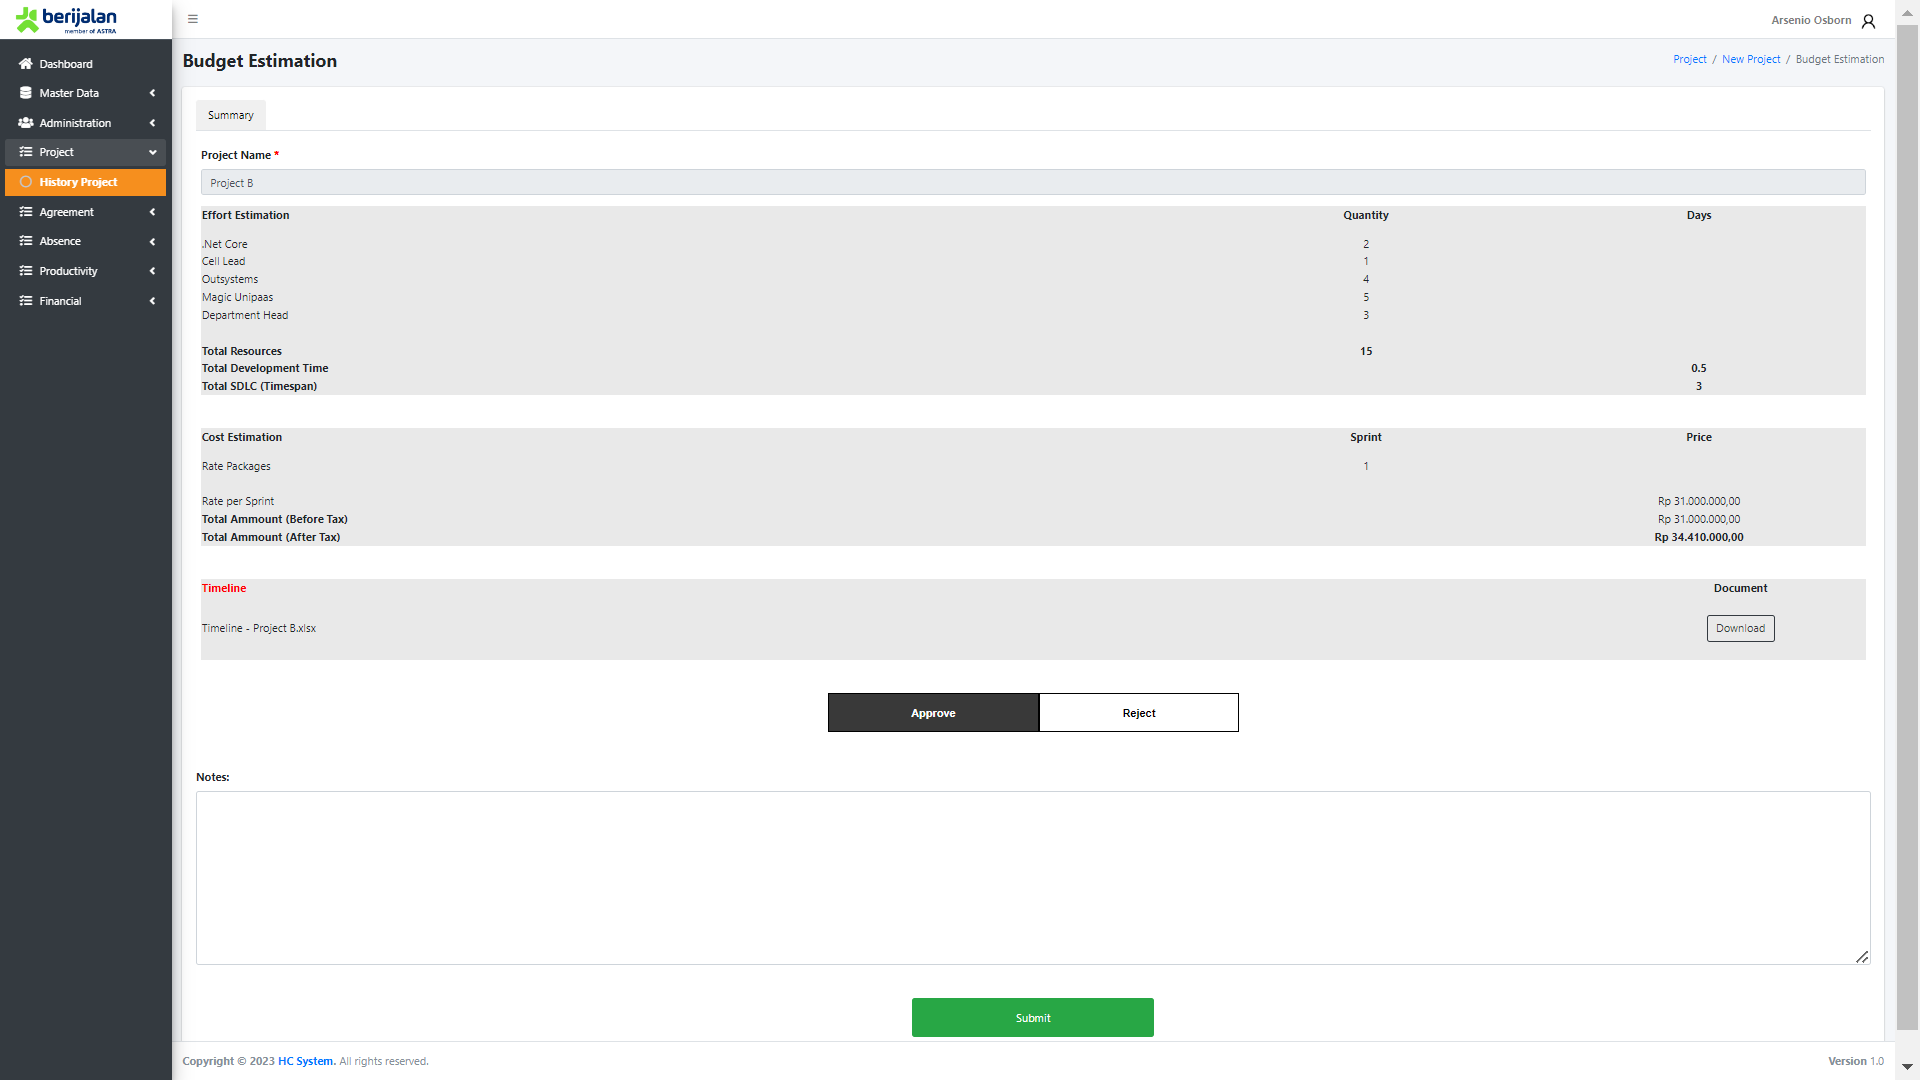 berijalan
member of ASTRA
Arsenio Osborn
Dashboard
Master Data
Administration
Project
History Project
Agreement
Absence
Productivity
Financial
Budget Estimation
Project / New Project / Budget Estimation
Summary
Project Name *
Project B
Effort Estimation Quantity Days
.Net Core 2
Cell Lead 1
Outsystems 4
Magic Unipaas 5
Department Head 3
Total Resources 15
Total Development Time 0.5
Total SDLC (Timespan) 3
Cost Estimation Sprint Price
Rate Packages 1
Rate per Sprint Rp 31.000.000,00
Total Ammount (Before Tax) Rp 31.000.000,00
Total Ammount (After Tax) Rp 34.410.000,00
Timeline Document
Timeline - Project B.xlsx Download
Approve Reject
Notes:
Submit
Copyright © 2023 HC System. All rights reserved. Version 1.0